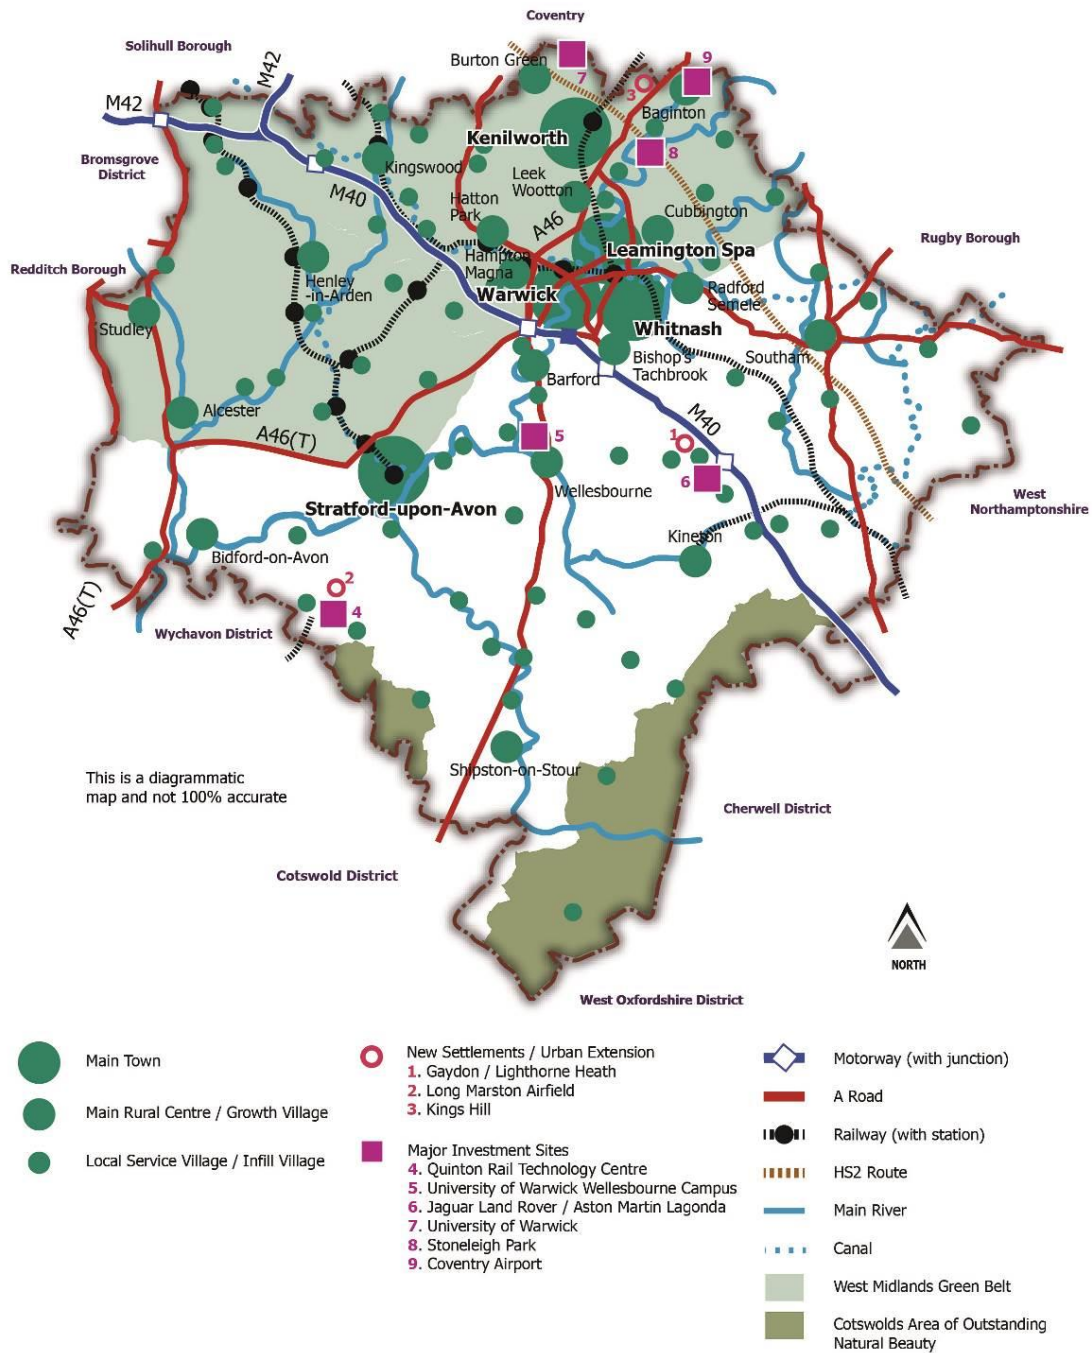 Coventry
Solihull Borough
M42
M42
Burton Green
7
9
3
Baginton
Bromsgrove
District
Kenilworth
8
Kingswood
Leek
Wootton
M40
Hatton
Park
A46
Cubbington
Redditch Borough
Rugby Borough
Hampton
Magna
Leamington Spa
Henley
-in-Arden
Warwick
Radford
Semele
Studley
Whitnash
Barford
Bishop's
Tachbrook
Southam
Alcester
A46(T)
M40
5
1
6
Wellesbourne
Stratford-upon-Avon
West
Northamptonshire
Bidford-on-Avon
Kineton
A46(T)
2
4
Wychavon District
Shipston-on-Stour
This is a diagrammatic
map and not 100% accurate
Cherwell District
Cotswold District
NORTH
West Oxfordshire District
Main Town
Main Rural Centre / Growth Village
Local Service Village / Infill Village
New Settlements / Urban Extension
1. Gaydon / Lighthorne Heath
2. Long Marston Airfield
3. Kings Hill
Major Investment Sites
4. Quinton Rail Technology Centre
5. University of Warwick Wellesbourne Campus
6. Jaguar Land Rover / Aston Martin Lagonda
7. University of Warwick
8. Stoneleigh Park
9. Coventry Airport
Motorway (with junction)
A Road
Railway (with station)
HS2 Route
Main River
Canal
West Midlands Green Belt
Cotswolds Area of Outstanding
Natural Beauty